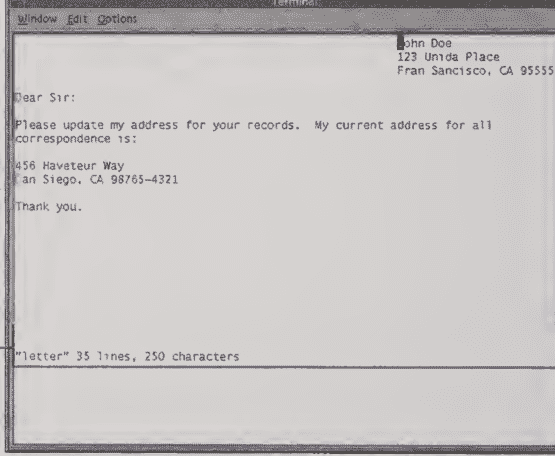 Terminal
Window Edit Options
John Doe
123 Unida Place
Fran Sancisco, CA 95555
Dear Sir:
Please update my address for your records. My current address for all
correspondence is:
456 Haveteur Way
San Siego, CA 98765-4321
Thank you.
"letter" 35 lines, 250 characters